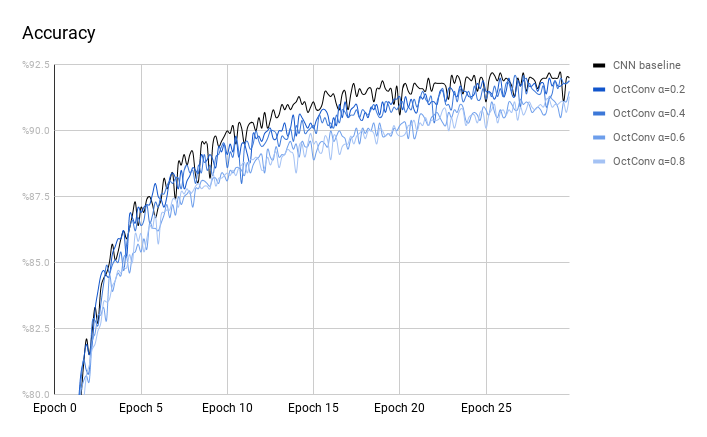 Accuracy
%92.5
%90.0
%87.5
%85.0
%82.5
%80.0
Epoch 0 Epoch 5 Epoch 10 Epoch 15 Epoch 20 Epoch 25
CNN baseline
OctConv α=0.2
OctConv α=0.4
OctConv α=0.6
OctConv α=0.8